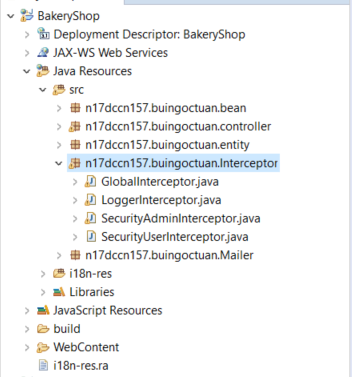 BakeryShop
Deployment Descriptor: BakeryShop
JAX-WS Web Services
Java Resources
src
n17dccn157.buingoctuan.bean
n17dccn157.buingoctuan.controller
n17dccn157.buingoctuan.entity
n17dccn157.buingoctuan.Interceptor
GlobalInterceptor.java
LoggerInterceptor.java
SecurityAdminInterceptor.java
SecurityUserInterceptor.java
n17dccn157.buingoctuan.Mailer
i18n-res
Libraries
JavaScript Resources
build
WebContent
i18n-res.ra